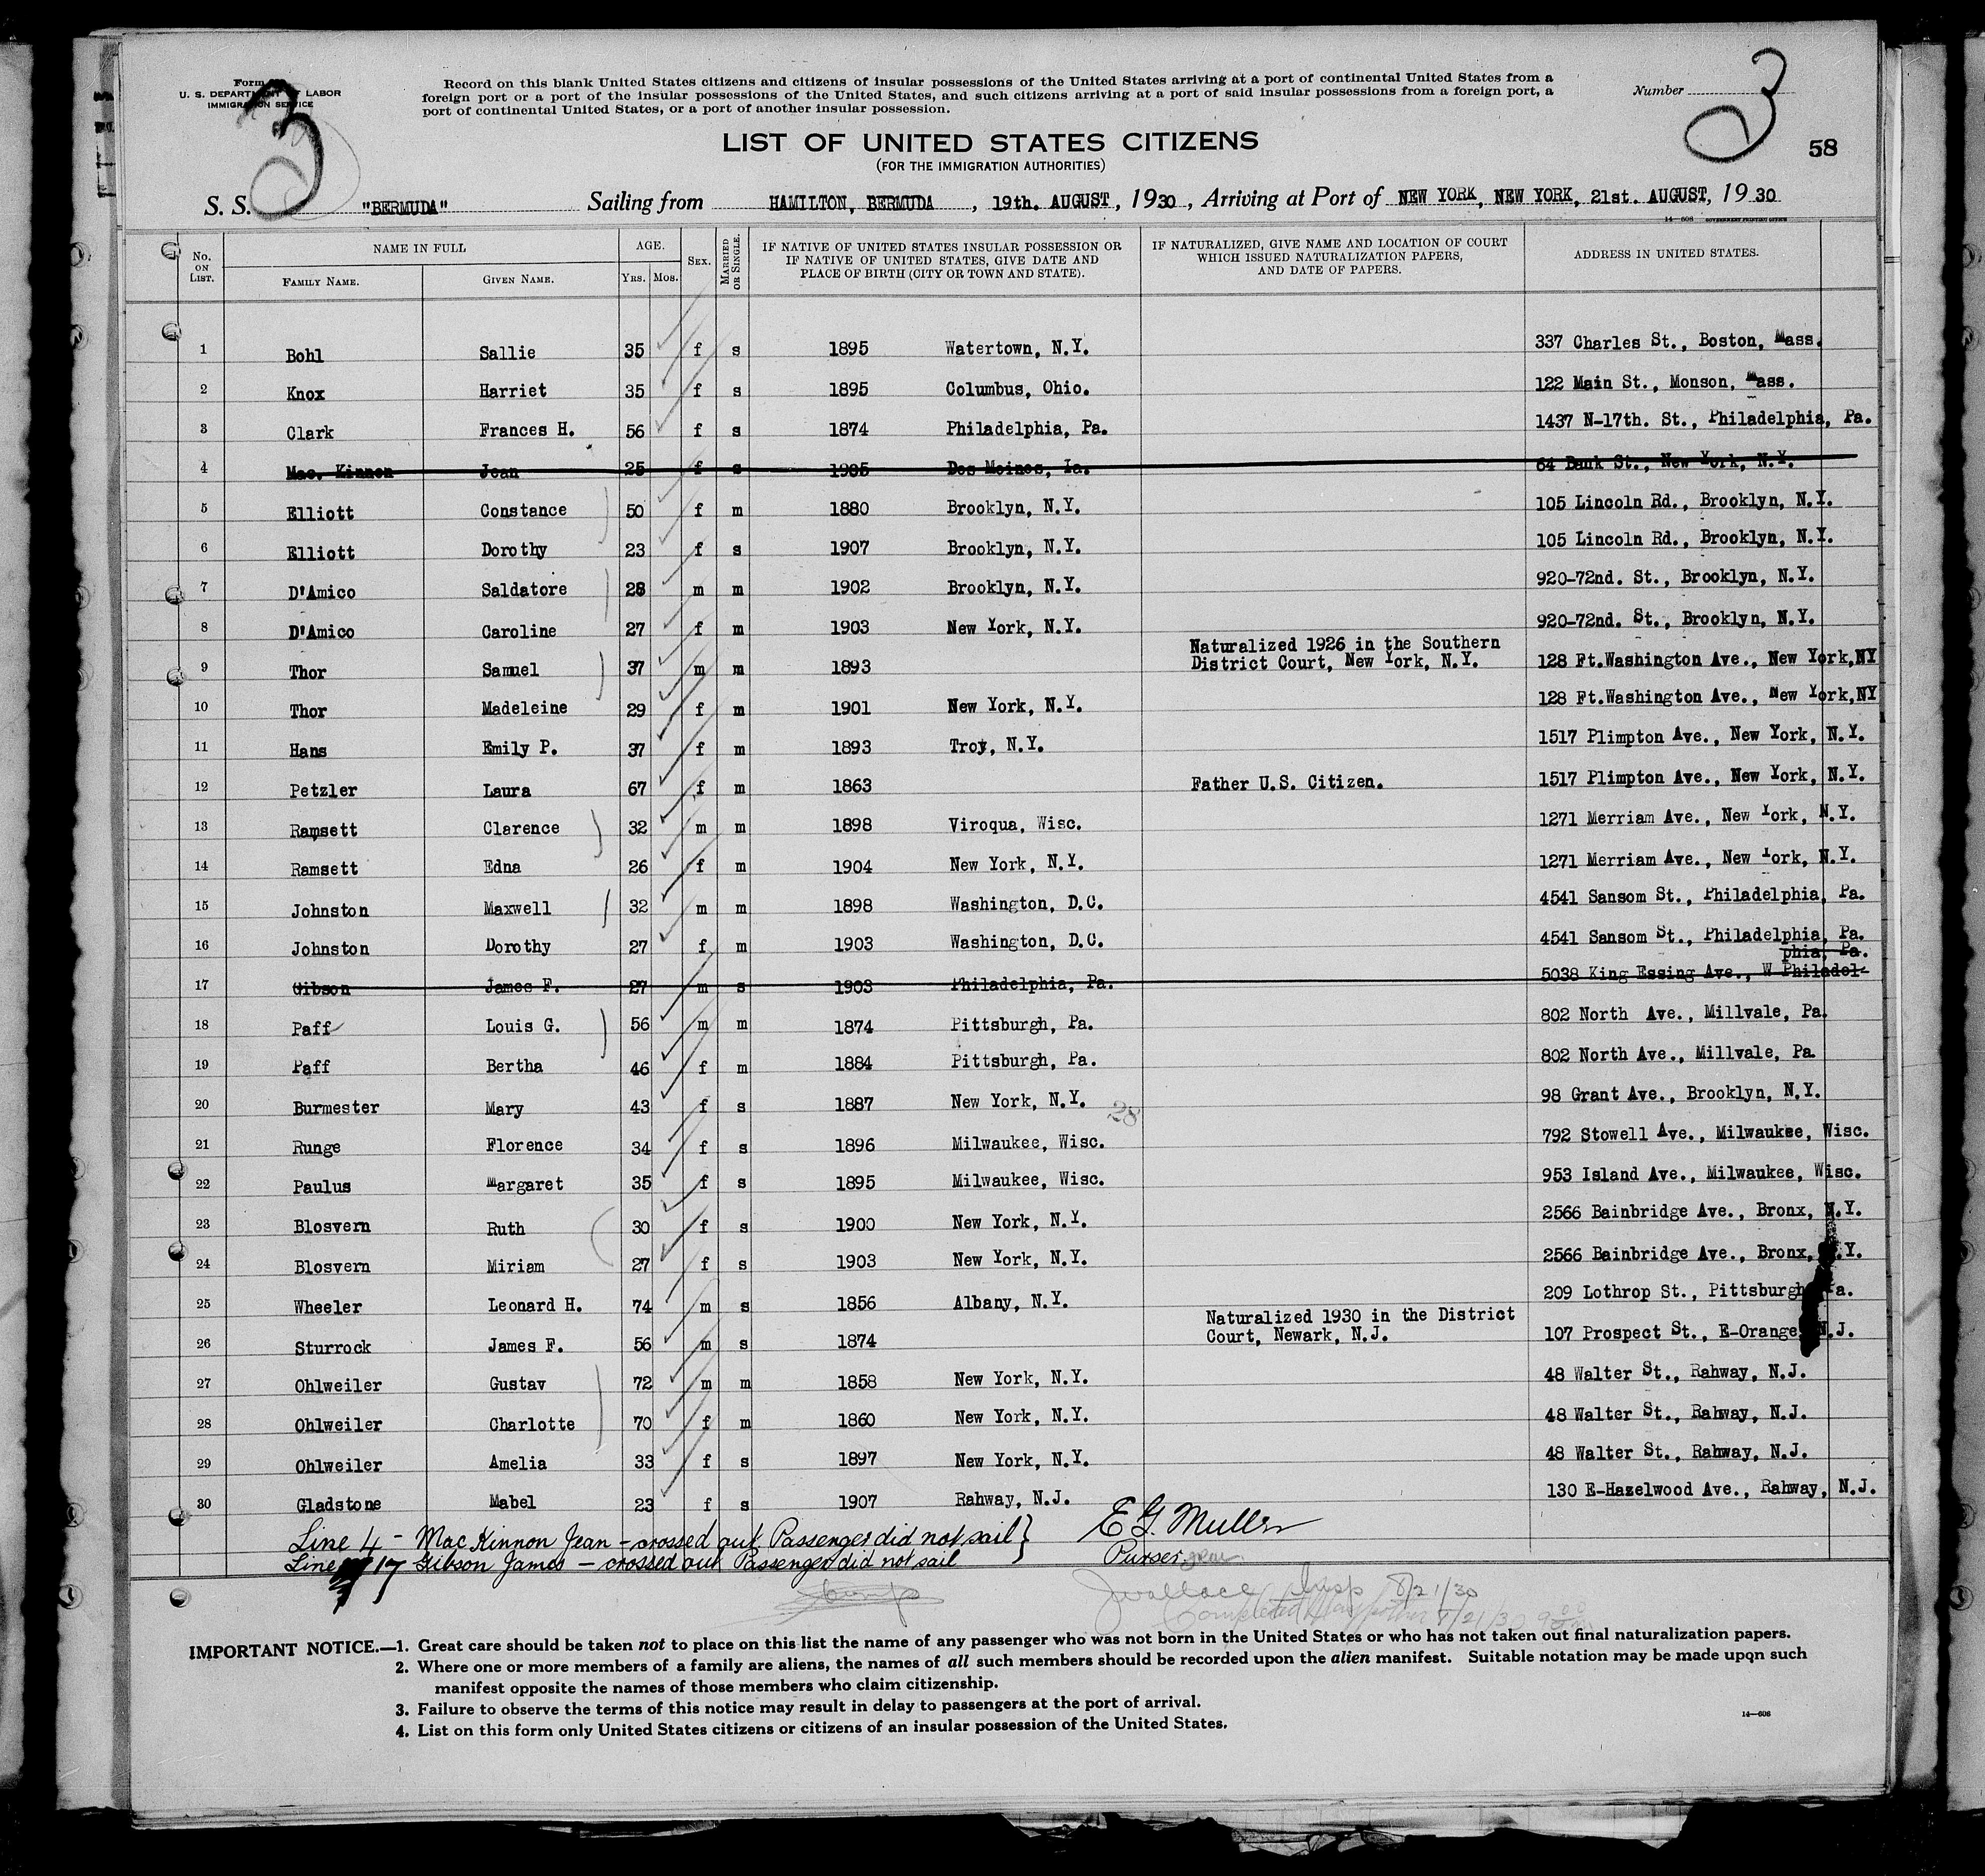 Form
U. S. DEPARTMENT OF LABOR
IMMIGRATION SERVICE
3
Record on this blank United States citizens and citizens of insular possessions of the United States arriving at a port of continental United States from a
foreign port or a port of the insular possessions of the United States, and such citizens arriving at a port of said insular possessions from a foreign port, a
port of continental United States, or a port of another insular possession.
Number
3
58
LIST OF UNITED STATES CITIZENS
(FOR THE IMMIGRATION AUTHORITIES)
S. S. "BERMUDA" Sailing from HAMILTON, BERMUDA, 19th. AUGUST, 1930, Arriving at Port of NEW YORK, NEW YORK, 21st. AUGUST, 1930
14—608 GOVERNMENT PRINTING OFFICE
No. ON LIST. NAME IN FULL FAMILY NAME. GIVEN NAME. AGE. YRS. MOS. SEX. MARRIED OR SINGLE. IF NATIVE OF UNITED STATES INSULAR POSSESSION OR IF NATIVE OF UNITED STATES, GIVE DATE AND PLACE OF BIRTH (CITY OR TOWN AND STATE). IF NATURALIZED, GIVE NAME AND LOCATION OF COURT WHICH ISSUED NATURALIZATION PAPERS, AND DATE OF PAPERS. ADDRESS IN UNITED STATES.
1 Bohl Sallie 35 f s 1895 Watertown, N.Y. 337 Charles St., Boston, Mass.
2 Knox Harriet 35 f s 1895 Columbus, Ohio. 122 Main St., Monson, Mass.
3 Clark Frances H. 56 f s 1874 Philadelphia, Pa. 1437 N-17th. St., Philadelphia, Pa.
4 Mac. Kinnon Jean 25 f s 1905 Des Moines, Ia. 64 Bank St., New York, N.Y.
5 Elliott Constance 50 f m 1880 Brooklyn, N.Y. 105 Lincoln Rd., Brooklyn, N.Y.
6 Elliott Dorothy 23 f s 1907 Brooklyn, N.Y. 105 Lincoln Rd., Brooklyn, N.Y.
7 D'Amico Saldatore 28 m m 1902 Brooklyn, N.Y. 920-72nd. St., Brooklyn, N.Y.
8 D'Amico Caroline 27 f m 1903 New York, N.Y. 920-72nd. St., Brooklyn, N.Y.
9 Thor Samuel 37 m m 1893 Naturalized 1926 in the Southern District Court, New York, N.Y. 128 Ft.Washington Ave., New York,NY
10 Thor Madeleine 29 f m 1901 New York, N.Y. 128 Ft.Washington Ave., New York,NY
11 Hans Emily P. 37 f m 1893 Troy, N.Y. 1517 Plimpton Ave., New York, N.Y.
12 Petzler Laura 67 f m 1863 Father U.S. Citizen. 1517 Plimpton Ave., New York, N.Y.
13 Ramsett Clarence 32 m m 1898 Viroqua, Wisc. 1271 Merriam Ave., New York, N.Y.
14 Ramsett Edna 26 f m 1904 New York, N.Y. 1271 Merriam Ave., New York, N.Y.
15 Johnston Maxwell 32 m m 1898 Washington, D.C. 4541 Sansom St., Philadelphia, Pa.
16 Johnston Dorothy 27 f m 1903 Washington, D.C. 4541 Sansom St., Philadelphia, Pa.
phia, Pa.
17 Gibson James F. 27 m s 1903 Philadelphia, Pa. 5038 King Essing Ave., W Philadel-
18 Paff Louis G. 56 m m 1874 Pittsburgh, Pa. 802 North Ave., Millvale, Pa.
19 Paff Bertha 46 f m 1884 Pittsburgh, Pa. 802 North Ave., Millvale, Pa
20 Burmester Mary 43 f s 1887 New York, N.Y. 28 98 Grant Ave., Brooklyn, N.Y.
21 Runge Florence 34 f s 1896 Milwaukee, Wisc. 792 Stowell Ave., Milwaukee, Wisc.
22 Paulus Margaret 35 f s 1895 Milwaukee, Wisc. 953 Island Ave., Milwaukee, Wisc.
23 Blosvern Ruth 30 f s 1900 New York, N.Y. 2566 Bainbridge Ave., Bronx, N.Y.
24 Blosvern Miriam 27 f s 1903 New York, N.Y. 2566 Bainbridge Ave., Bronx, N.Y.
25 Wheeler Leonard H. 74 m s 1856 Albany, N.Y. 209 Lothrop St., Pittsburgh, Pa.
26 Sturrock James F. 56 m s 1874 Naturalized 1930 in the District Court, Newark, N.J. 107 Prospect St., E-Orange, N.J.
27 Ohlweiler Gustav 72 m m 1858 New York, N.Y. 48 Walter St., Rahway, N.J.
28 Ohlweiler Charlotte 70 f m 1860 New York, N.Y. 48 Walter St., Rahway, N.J.
29 Ohlweiler Amelia 33 f s 1897 New York, N.Y. 48 Walter St., Rahway, N.J.
30 Gladstone Mabel 23 f s 1907 Rahway, N.J. 130 E-Hazelwood Ave., Rahway, N.J.
Line 4 - Mac Kinnon Jean - crossed out. Passenger did not sail } E G. Muller
Line 17 Gibson James - crossed out Passenger did not sail Purser
J Wallace Insp 8/21/30
Completed 8/21/30
IMPORTANT NOTICE.—1. Great care should be taken not to place on this list the name of any passenger who was not born in the United States or who has not taken out final naturalization papers.
2. Where one or more members of a family are aliens, the names of all such members should be recorded upon the alien manifest. Suitable notation may be made upon such
manifest opposite the names of those members who claim citizenship.
3. Failure to observe the terms of this notice may result in delay to passengers at the port of arrival.
4. List on this form only United States citizens or citizens of an insular possession of the United States.
14—608